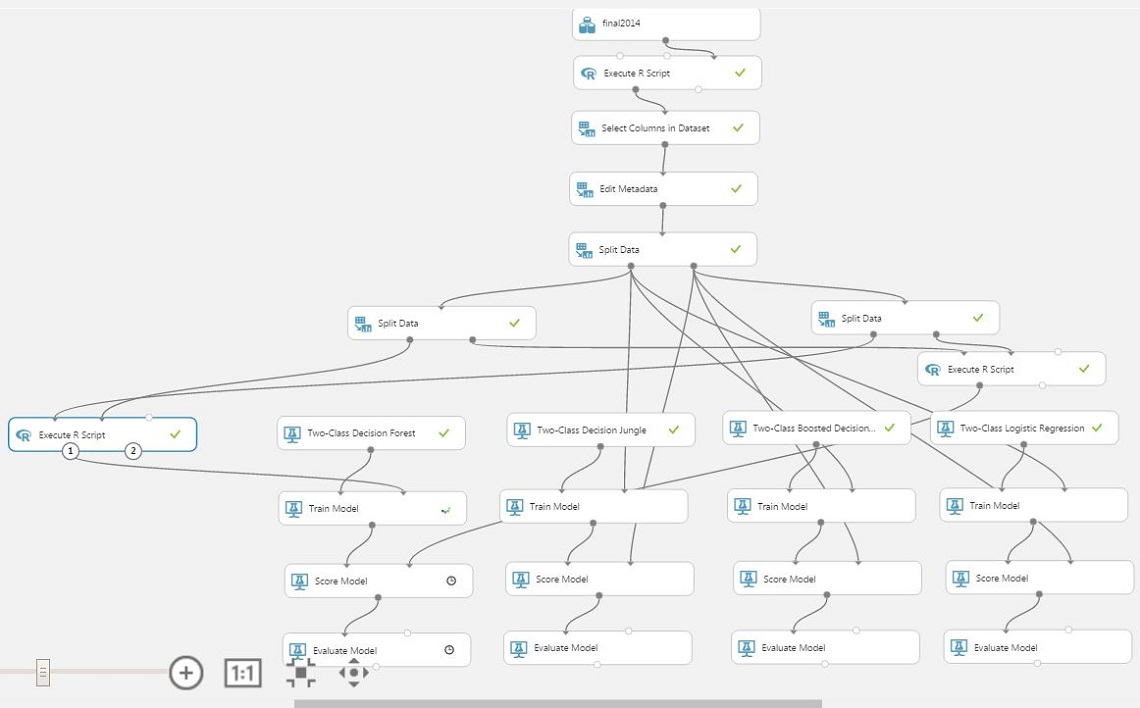 final2014
Execute R Script
Select Columns in Dataset
Edit Metadata
Split Data
Split Data
Split Data
Execute R Script
Execute R Script
1 2
Two-Class Decision Forest
Two-Class Decision Jungle
Two-Class Boosted Decision...
Two-Class Logistic Regression
Train Model
Train Model
Train Model
Train Model
Score Model
Score Model
Score Model
Score Model
Evaluate Model
Evaluate Model
Evaluate Model
Evaluate Model
1:1